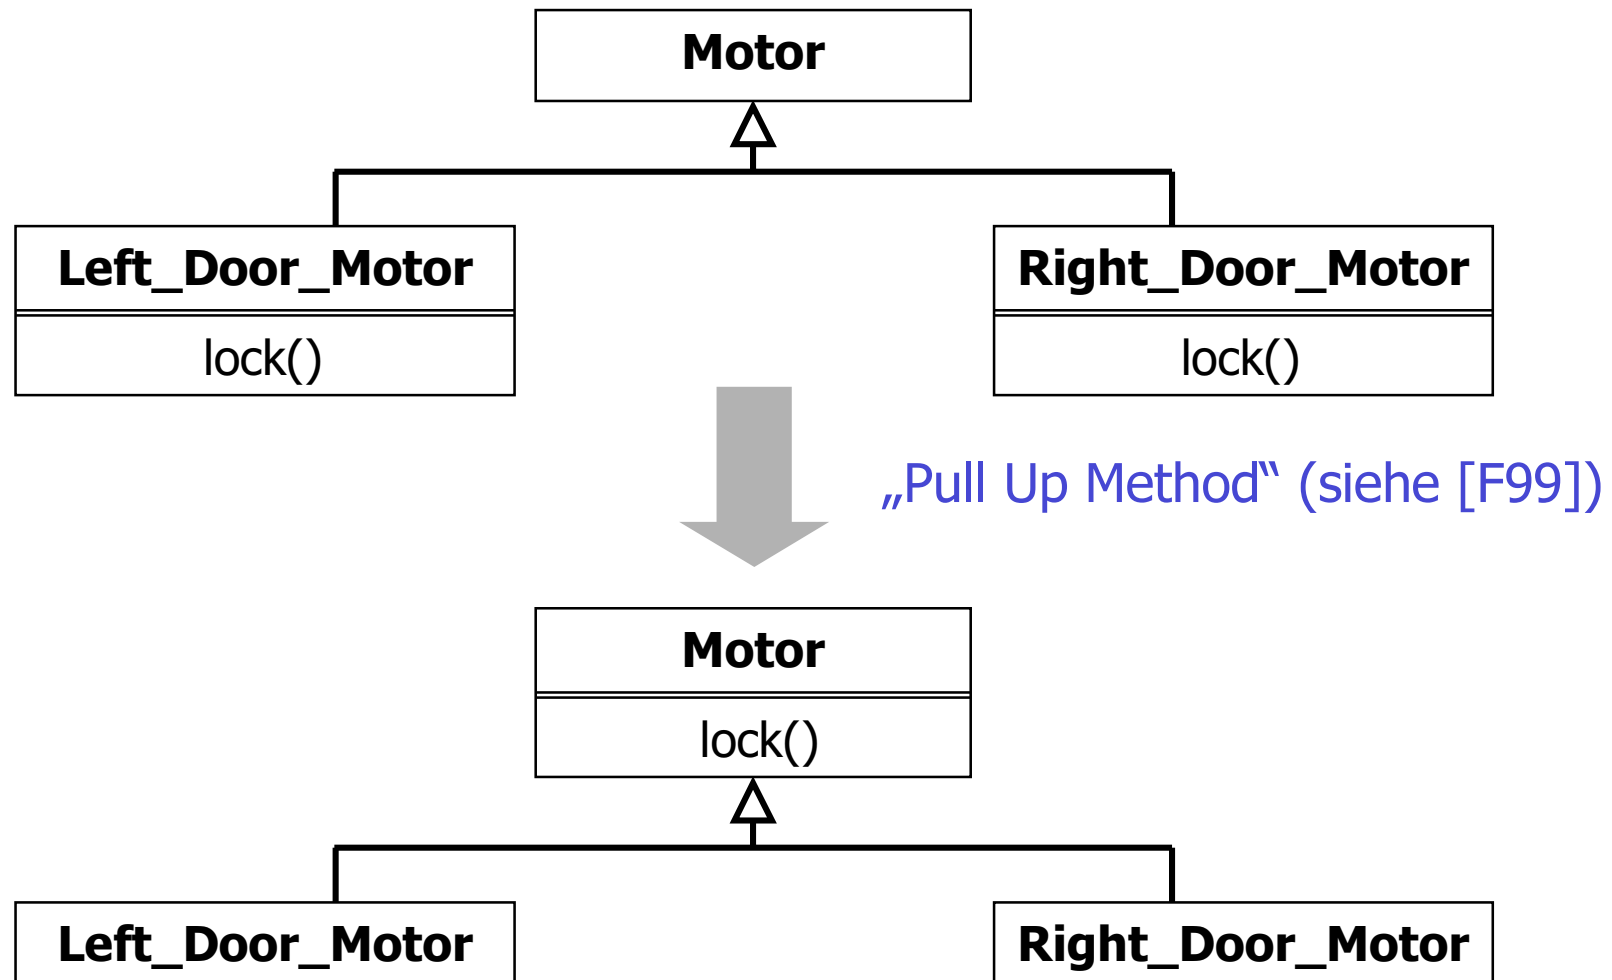 Motor
Left_Door_Motor
Right_Door_Motor
lock()
lock()
„Pull Up Method“ (siehe [F99])
Motor
lock()
Left_Door_Motor
Right_Door_Motor